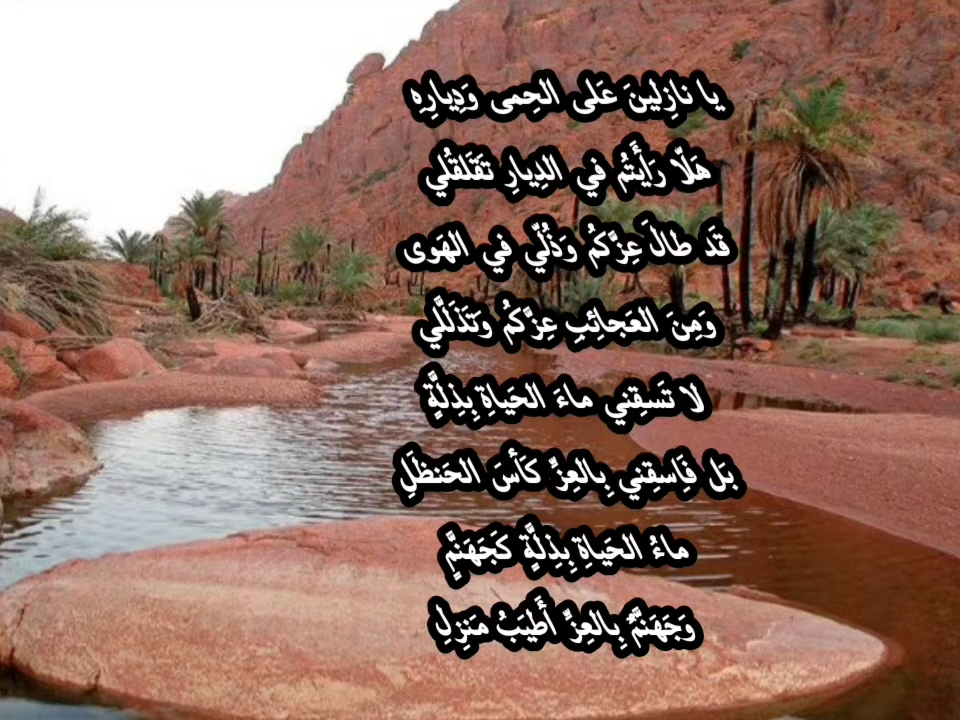 يا نازِلينَ عَلى الحِمى وَدِيارِهِ
هَلّا رَأَيتُم في الدِيارِ تَقَلقُلي
قَد طالَ عِزَّكُم وَذُلّي في الهَوى
وَمِنَ العَجائِبِ عِزَّكُم وَتَذَلَّلي
لا تَسقِني ماءَ الحَياةِ بِذِلَّةٍ
بَل فَاِسقِني بِالعِزِّ كَأسَ الحَنظَلِ
ماءُ الحَياةِ بِذِلَّةٍ كَجَهَنَّمٍ
وَجَهَنَّمٌ بِالعِزِّ أَطيَبُ مَنزِلِ